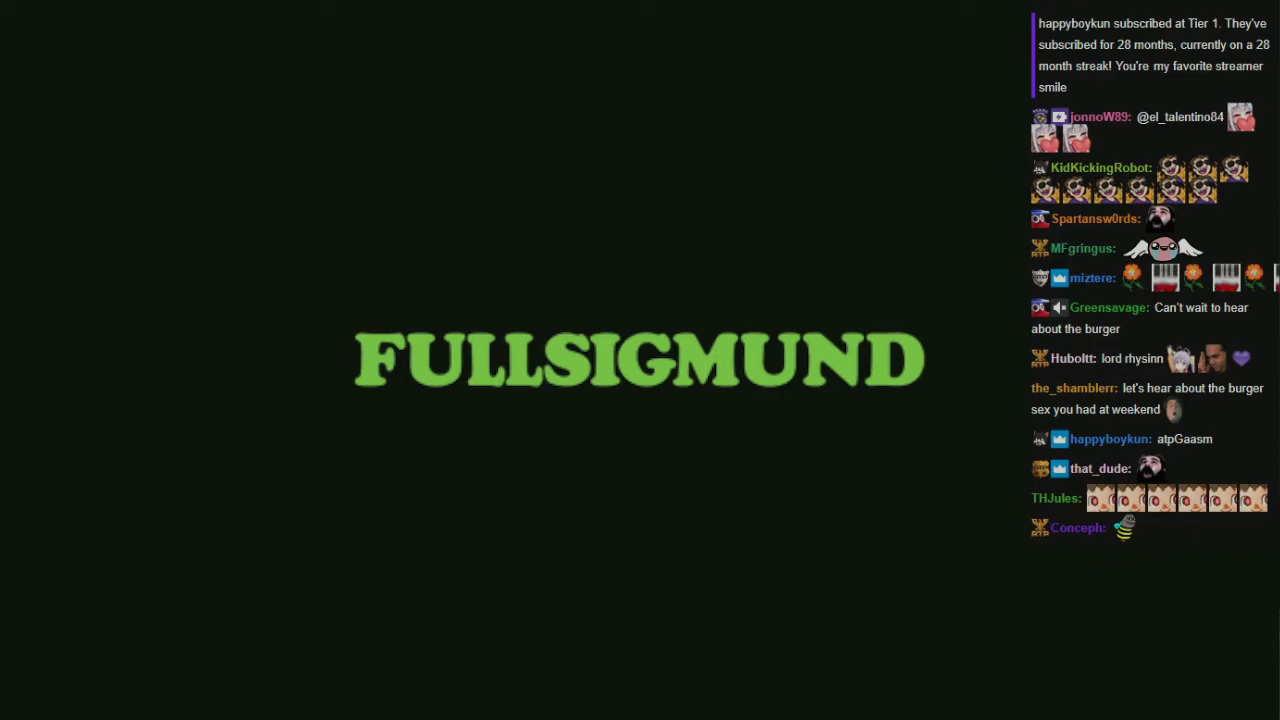 FULLSIGMUND
happyboykun subscribed at Tier 1. They've
subscribed for 28 months, currently on a 28
month streak! You're my favorite streamer
smile
jonnoW89: @el_talentino84
KidKickingRobot:
Spartansw0rds:
MFgringus:
miztere:
Greensavage: Can't wait to hear
about the burger
Huboltt: lord rhysinn
the_shamblerr: let's hear about the burger
sex you had at weekend
happyboykun: atpGaasm
that_dude:
THJules:
Conceph: